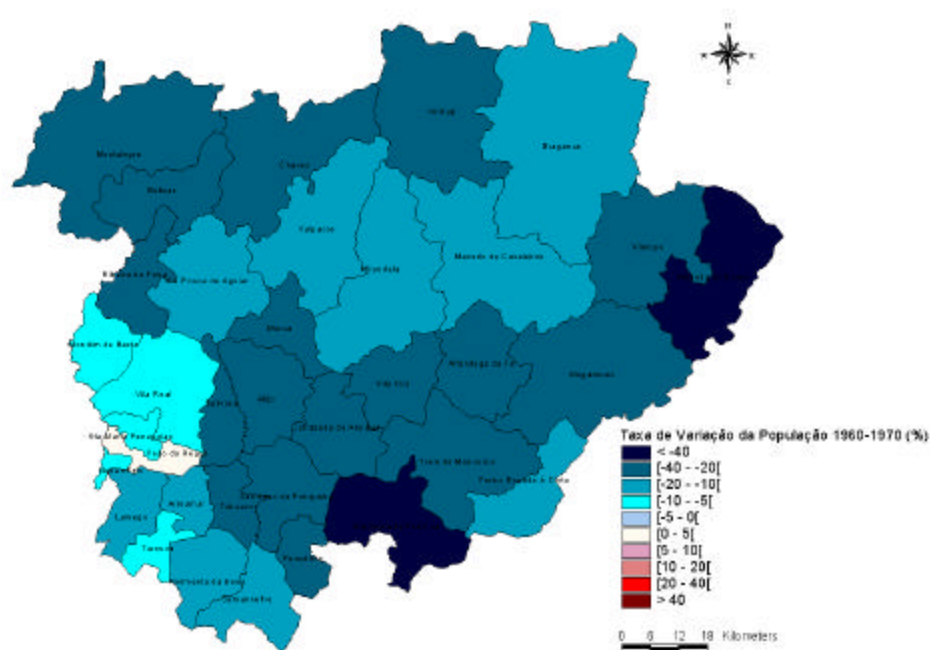 N
Vinhais
Bragança
Montalegre
Chaves
Boticas
Valpaços
Vimioso
Mirandela
Macedo de Cavaleiros
Ribeira de Pena
Vila Pouca de Aguiar
Murça
Mondim de Basto
Alfândega da Fé
Vila Flor
Mogadouro
Vila Real
Alijó
Sabrosa
Carrazeda de Ansiães
Santa Marta Penaguião
Peso da Régua
Torre de Moncorvo
Freixo Espada à Cinta
Lamego
Armamar
Tabuaço
São João da Pesqueira
Tarouca
Penedono
Moimenta da Beira
Sernancelhe
Taxa de Variação da População 1960-1970 (%)
< -40
[-40 - -20[
[-20 - -10[
[-10 - -5[
[-5 - 0[
[0 - 5[
[5 - 10[
[10 - 20[
[20 - 40[
> 40
0 6 12 18 Kilometers